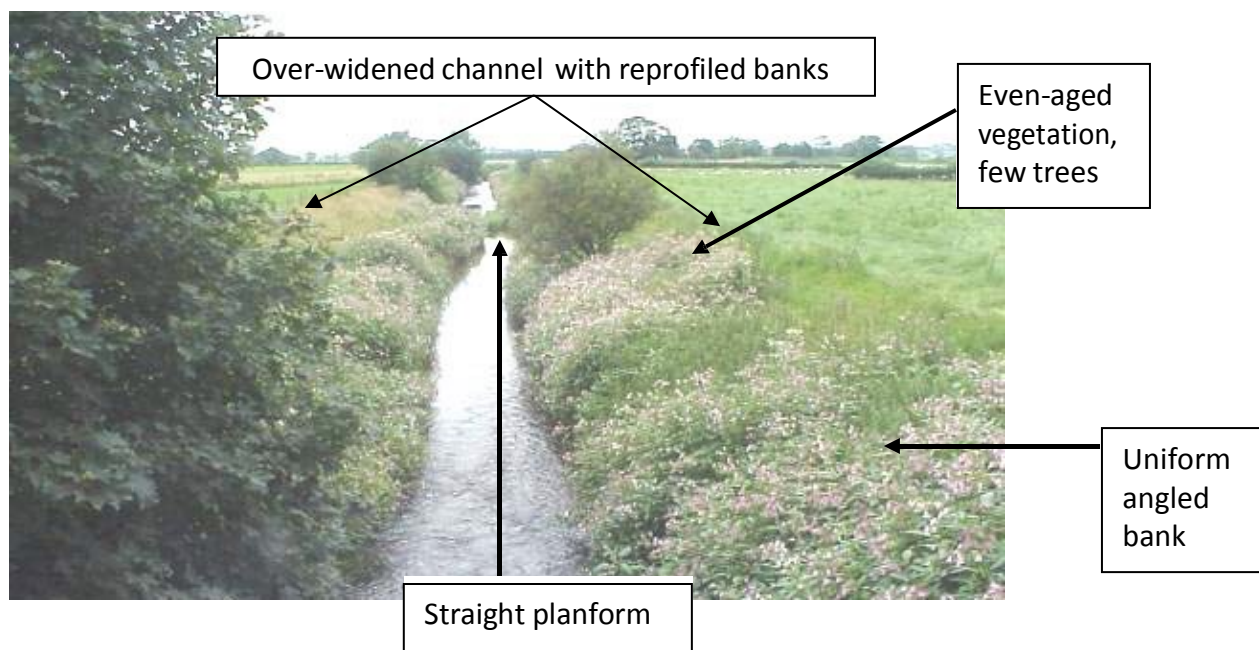 Over-widened channel with reprofiled banks
Even-aged
vegetation,
few trees
Uniform
angled
bank
Straight planform